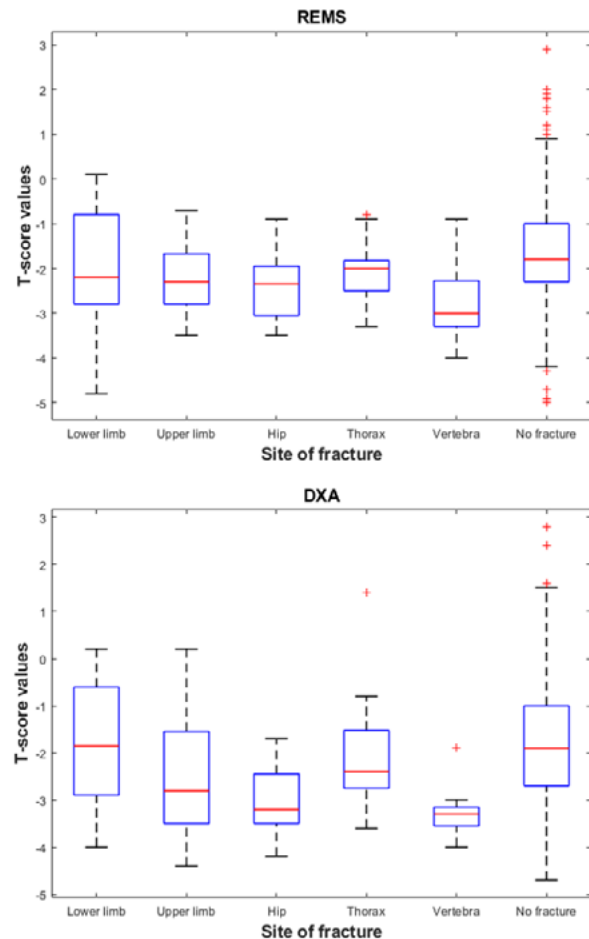 REMS
3
2
1
0
-1
-2
-3
-4
-5
T-score values
Lower limb Upper limb Hip Thorax Vertebra No fracture
Site of fracture
DXA
3
2
1
0
-1
-2
-3
-4
-5
T-score values
Lower limb Upper limb Hip Thorax Vertebra No fracture
Site of fracture